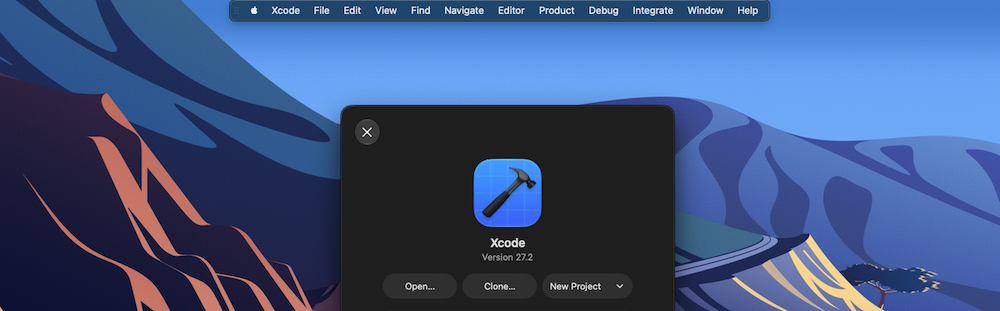 Xcode File Edit View Find Navigate Editor Product Debug Integrate Window Help
Xcode
Version 27.2
Open... Clone... New Project